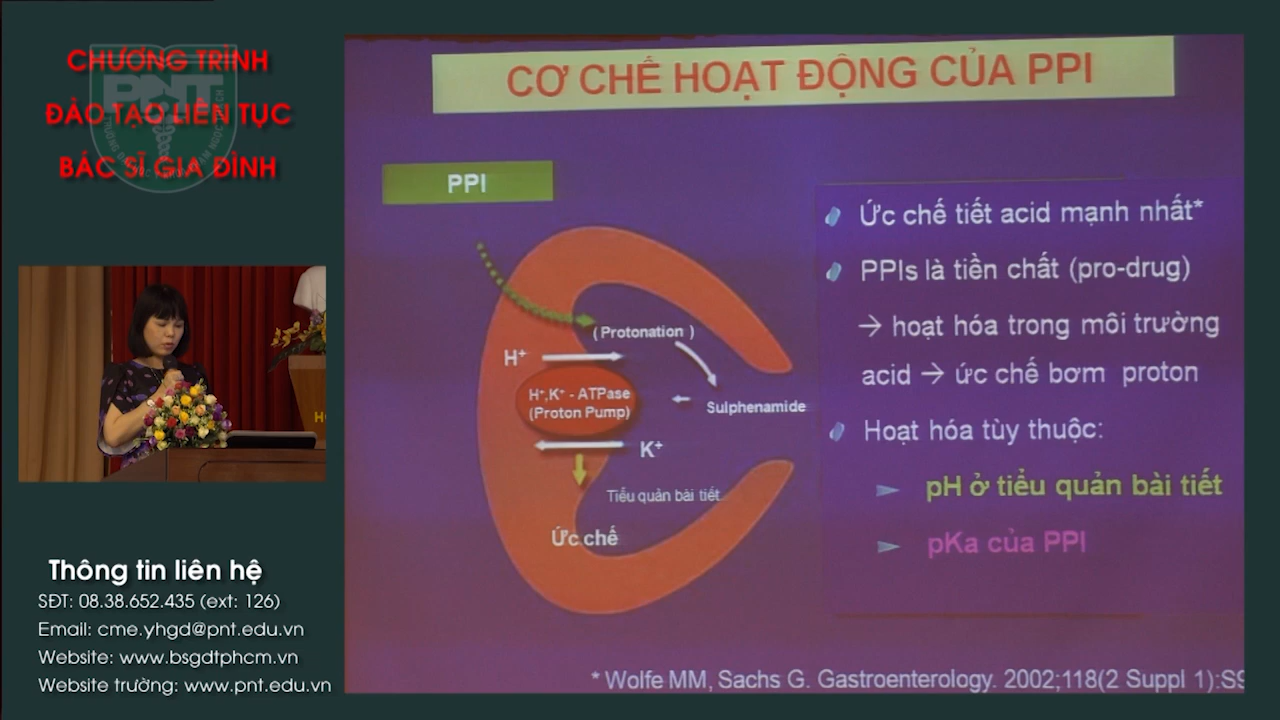 CHƯƠNG TRÌNH
ĐÀO TẠO LIÊN TỤC
BÁC SĨ GIA ĐÌNH
PNT
Thông tin liên hệ
SĐT: 08.38.652.435 (ext: 126)
Email: cme.yhgd@pnt.edu.vn
Website: www.bsgdtphcm.vn
Website trường: www.pnt.edu.vn
CƠ CHẾ HOẠT ĐỘNG CỦA PPI
PPI
(Protonation)
H⁺
H⁺,K⁺ - ATPase
(Proton Pump)
Sulphenamide
K⁺
Tiểu quản bài tiết
Ức chế
Ức chế tiết acid mạnh nhất*
PPIs là tiền chất (pro-drug)
→ hoạt hóa trong môi trường
acid → ức chế bơm proton
Hoạt hóa tùy thuộc:
pH ở tiểu quản bài tiết
pKa của PPI
* Wolfe MM, Sachs G. Gastroenterology. 2002;118(2 Suppl 1):S9